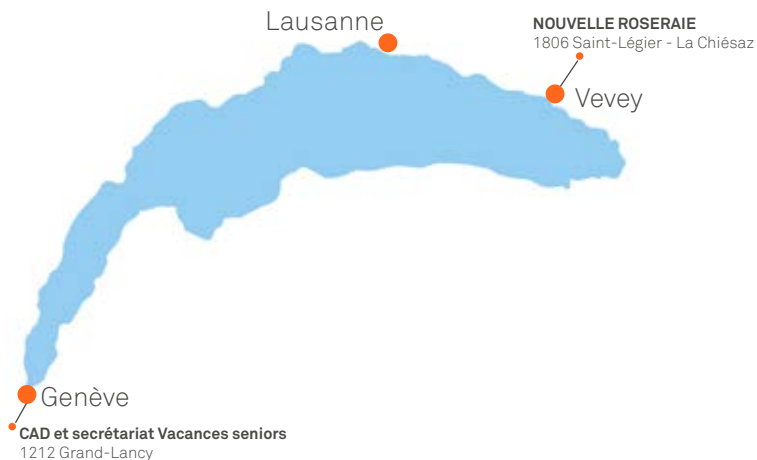 Lausanne
NOUVELLE ROSERAIE
1806 Saint-Légier - La Chiésaz
Vevey
Genève
CAD et secrétariat Vacances seniors
1212 Grand-Lancy